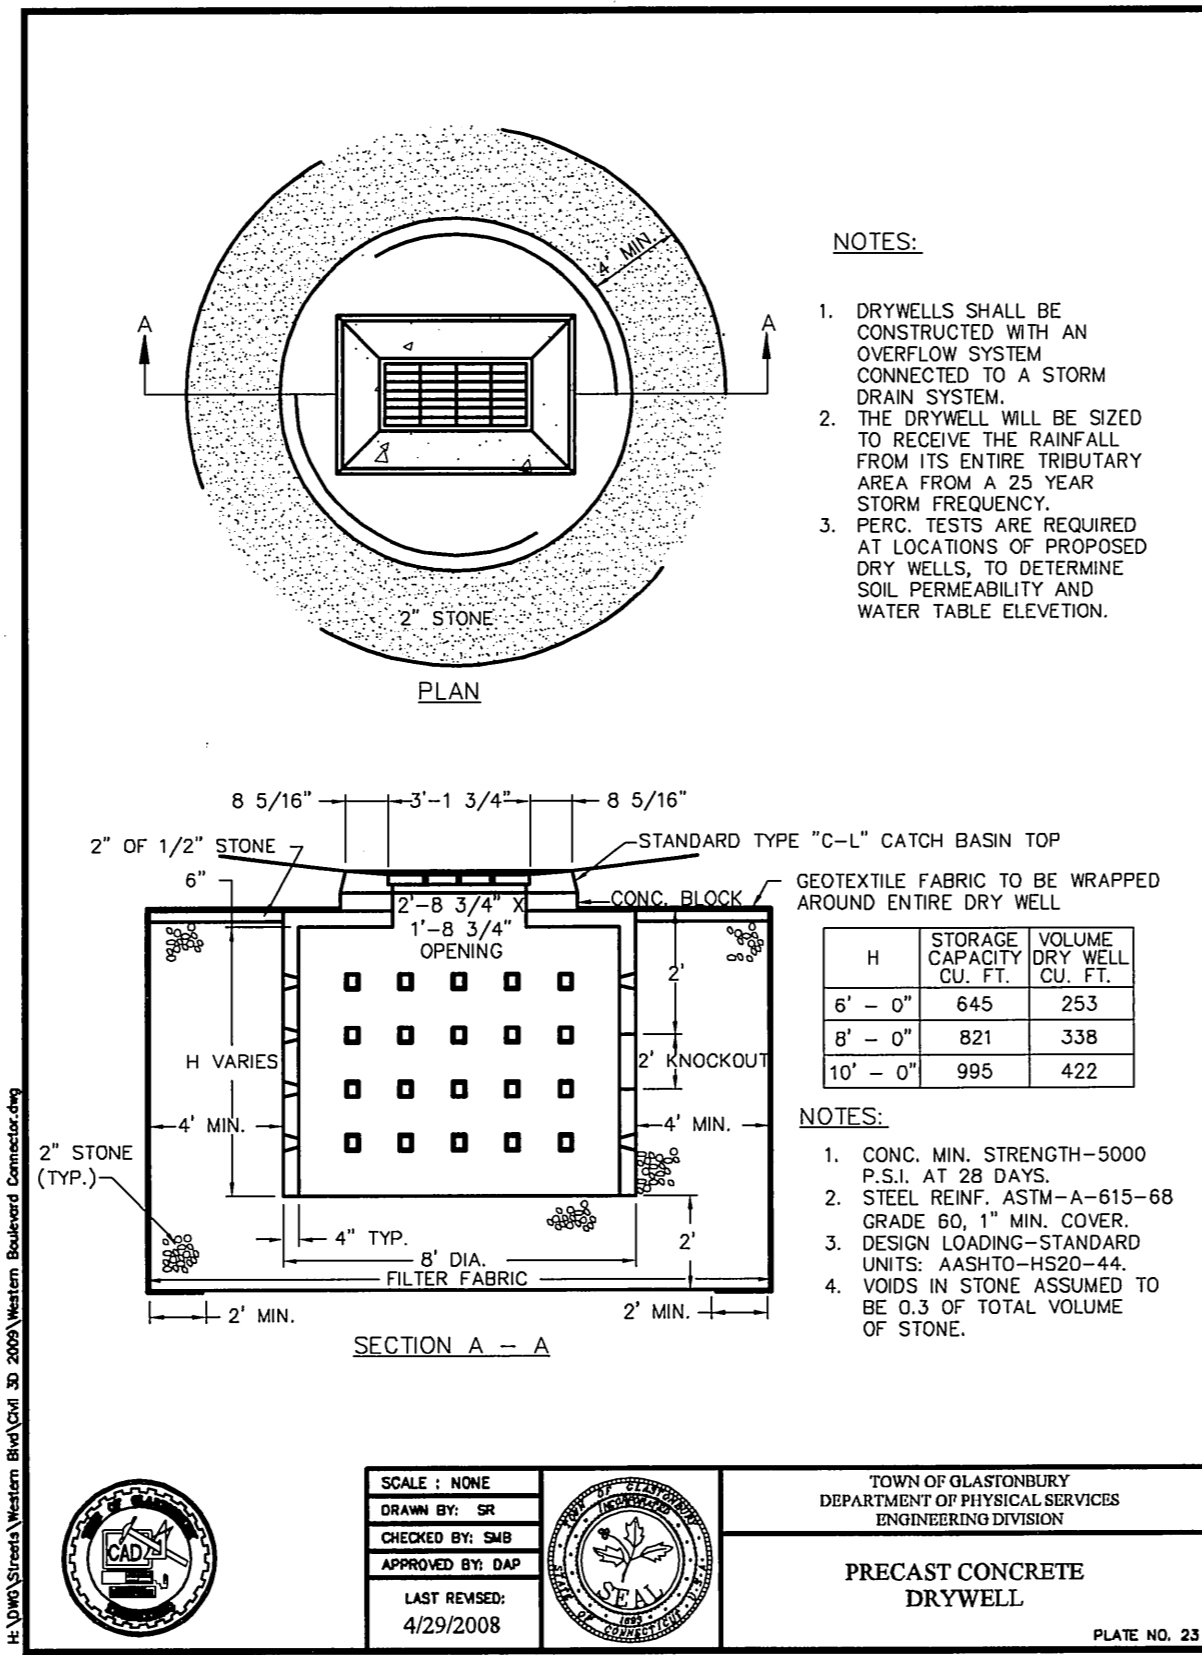 A
A
4' MIN.
2" STONE
PLAN
NOTES:
1. DRYWELLS SHALL BE
CONSTRUCTED WITH AN
OVERFLOW SYSTEM
CONNECTED TO A STORM
DRAIN SYSTEM.
2. THE DRYWELL WILL BE SIZED
TO RECEIVE THE RAINFALL
FROM ITS ENTIRE TRIBUTARY
AREA FROM A 25 YEAR
STORM FREQUENCY.
3. PERC. TESTS ARE REQUIRED
AT LOCATIONS OF PROPOSED
DRY WELLS, TO DETERMINE
SOIL PERMEABILITY AND
WATER TABLE ELEVETION.
8 5/16" 3'-1 3/4" 8 5/16"
2" OF 1/2" STONE
STANDARD TYPE "C-L" CATCH BASIN TOP
6"
CONC. BLOCK
GEOTEXTILE FABRIC TO BE WRAPPED
AROUND ENTIRE DRY WELL
2'-8 3/4" X
1'-8 3/4"
OPENING
2'
H VARIES
2' KNOCKOUT
4' MIN.
4' MIN.
2" STONE
(TYP.)
4" TYP.
2'
8' DIA.
FILTER FABRIC
2' MIN.
2' MIN.
SECTION A - A
H STORAGE CAPACITY CU. FT. VOLUME DRY WELL CU. FT.
6' - 0" 645 253
8' - 0" 821 338
10' - 0" 995 422
NOTES:
1. CONC. MIN. STRENGTH-5000
P.S.I. AT 28 DAYS.
2. STEEL REINF. ASTM-A-615-68
GRADE 60, 1" MIN. COVER.
3. DESIGN LOADING-STANDARD
UNITS: AASHTO-HS20-44.
4. VOIDS IN STONE ASSUMED TO
BE 0.3 OF TOTAL VOLUME
OF STONE.
H:\DWG\Streets\Western Blvd\Civil 3D 2009\Western Boulevard Connector.dwg
TOWN OF GLASTONBURY
CAD
ENGINEERING
SCALE : NONE
DRAWN BY: SR
CHECKED BY: SMB
APPROVED BY: DAP
LAST REVISED:
4/29/2008
TOWN OF GLASTONBURY
INCORPORATED
SEAL
1693
STATE OF CONNECTICUT U.S.A.
TOWN OF GLASTONBURY
DEPARTMENT OF PHYSICAL SERVICES
ENGINEERING DIVISION
PRECAST CONCRETE
DRYWELL
PLATE NO. 23